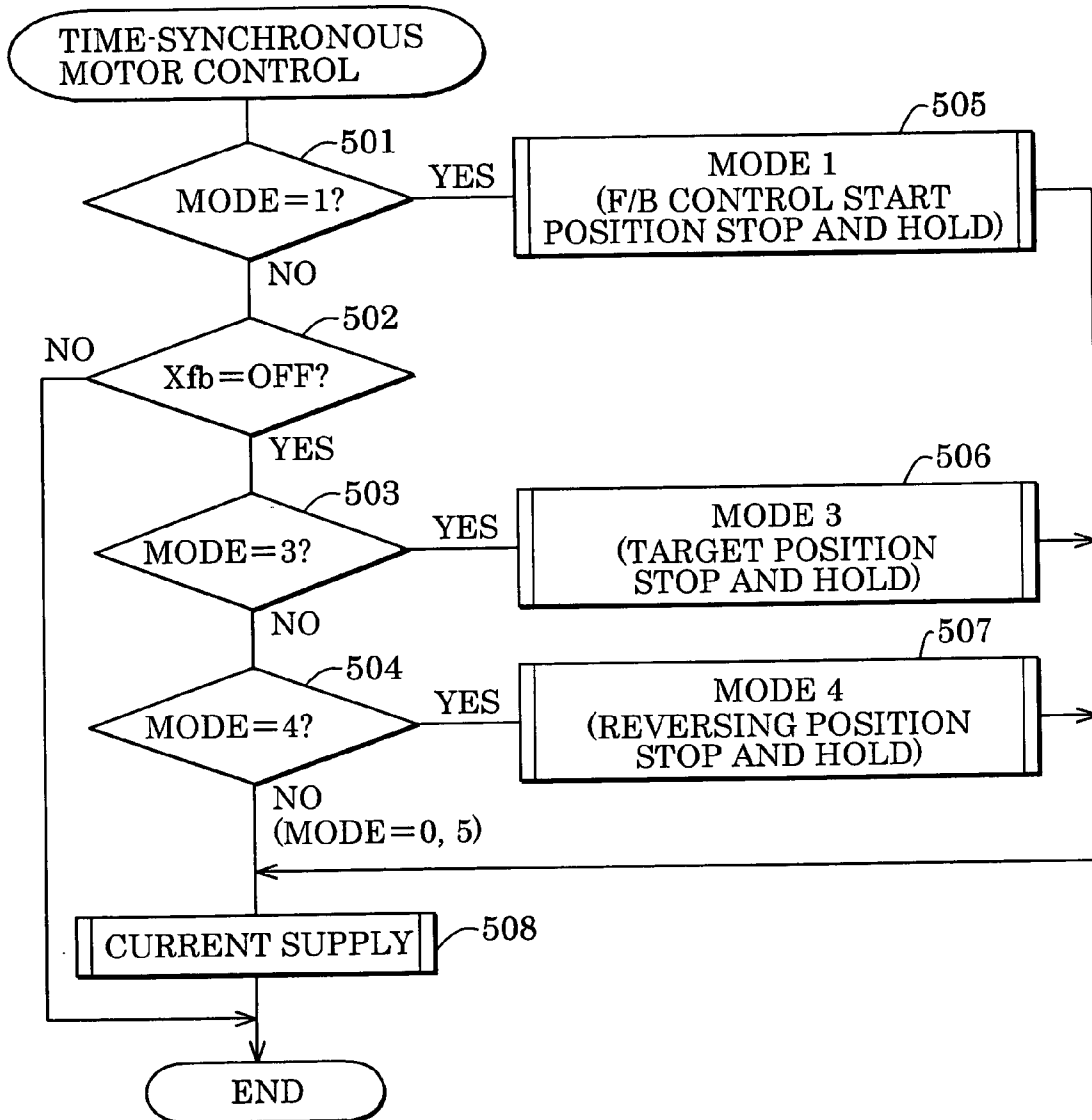 TIME-SYNCHRONOUS
MOTOR CONTROL
501
MODE=1?
YES
NO
505
MODE 1
(F/B CONTROL START
POSITION STOP AND HOLD)
502
NO
Xfb=OFF?
YES
503
MODE=3?
YES
NO
506
MODE 3
(TARGET POSITION
STOP AND HOLD)
504
MODE=4?
YES
NO
(MODE=0, 5)
507
MODE 4
(REVERSING POSITION
STOP AND HOLD)
CURRENT SUPPLY
508
END